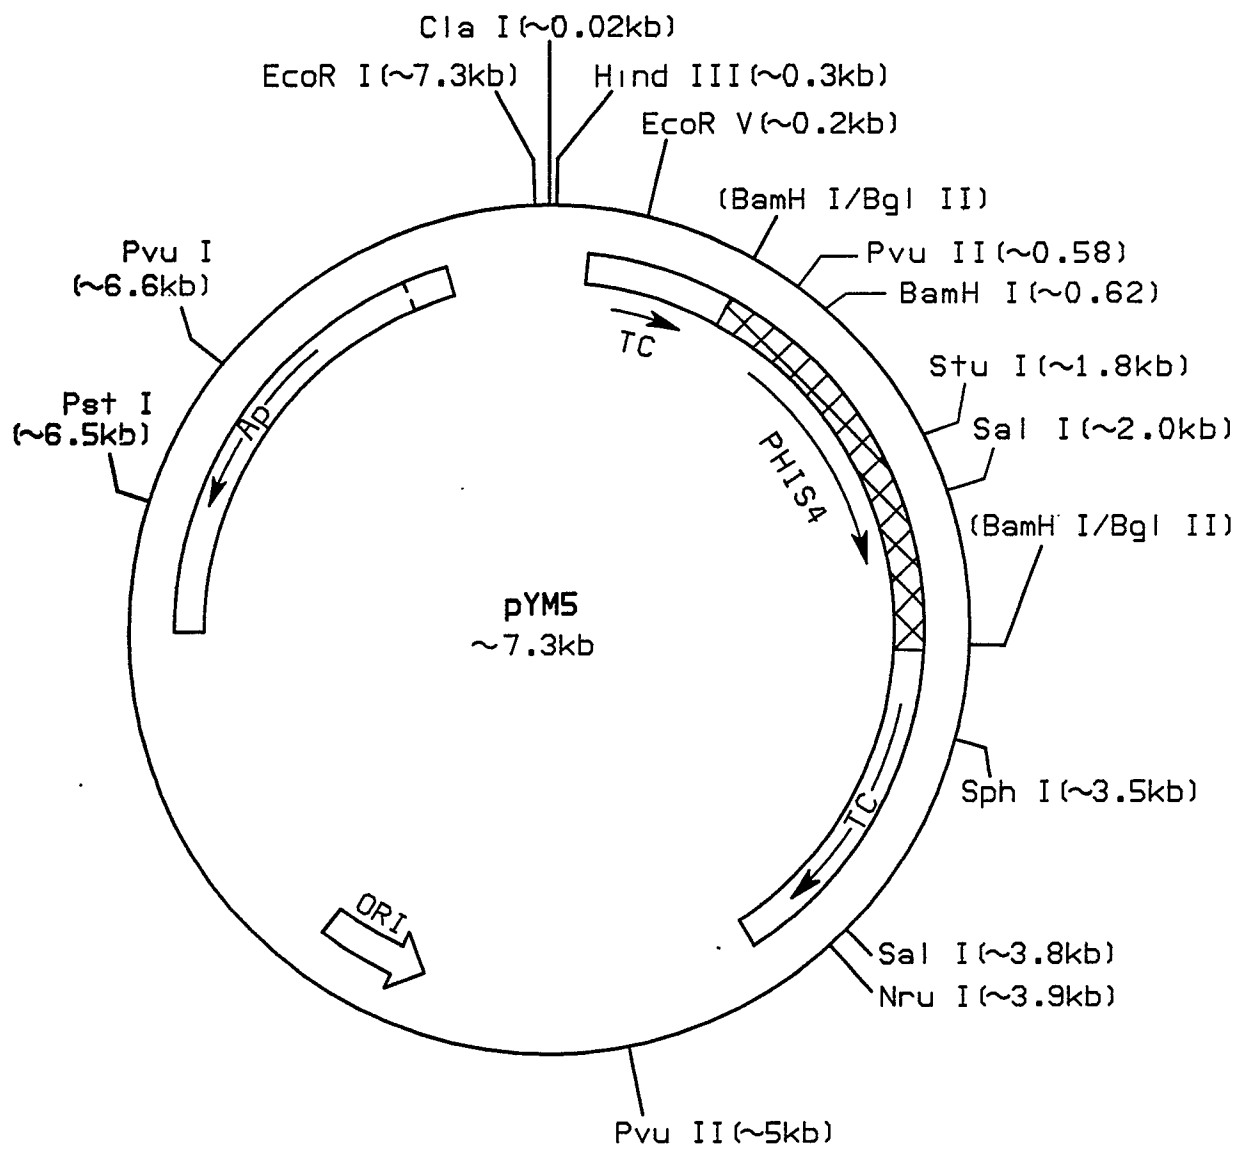 Cla I (~0.02kb)
EcoR I (~7.3kb)
Hind III (~0.3kb)
EcoR V (~0.2kb)
(BamH I/Bgl II)
Pvu II (~0.58)
BamH I (~0.62)
Stu I (~1.8kb)
Sal I (~2.0kb)
(BamH I/Bgl II)
Sph I (~3.5kb)
Sal I (~3.8kb)
Nru I (~3.9kb)
Pvu II (~5kb)
Pst I
(~6.5kb)
Pvu I
(~6.6kb)
TC
PHIS4
TC
ORI
Ap
pYM5
~7.3kb